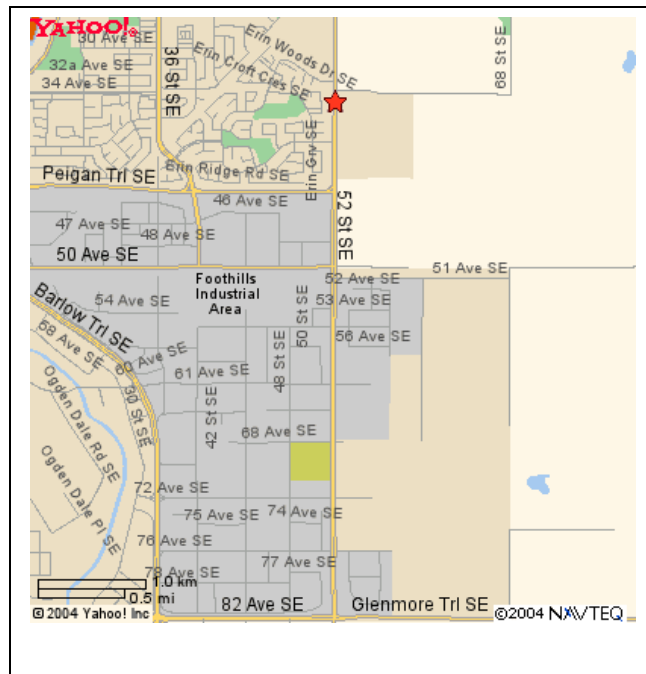 YAHOO!®
30 Ave SE
32a Ave SE
34 Ave SE
36 St SE
Erin Woods Dr SE
Erin Croft Cres SE
68 St SE
Erin Grv SE
Erin Ridge Rd SE
Peigan Trl SE
46 Ave SE
52 St SE
47 Ave SE
48 Ave SE
50 Ave SE
51 Ave SE
Foothills
Industrial
Area
52 Ave SE
53 Ave SE
54 Ave SE
50 St SE
Barlow Trl SE
58 Ave SE
56 Ave SE
60 Ave SE
61 Ave SE
48 St SE
30 St SE
42 St SE
Ogden Dale Rd SE
68 Ave SE
Ogden Dale Pl SE
72 Ave SE
75 Ave SE
74 Ave SE
76 Ave SE
77 Ave SE
78 Ave SE
1.0 km
0.5 mi
82 Ave SE
Glenmore Trl SE
©2004 Yahoo! Inc
©2004 NAVTEQ